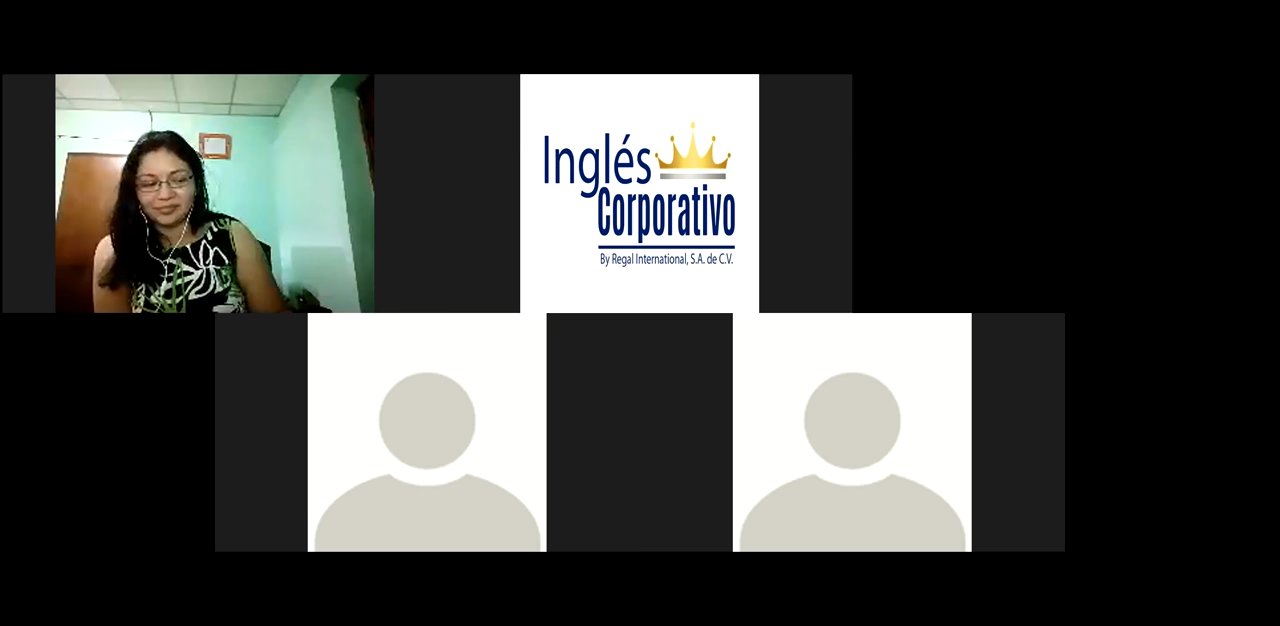 Inglés
Corporativo
By Regal International, S.A. de C.V.